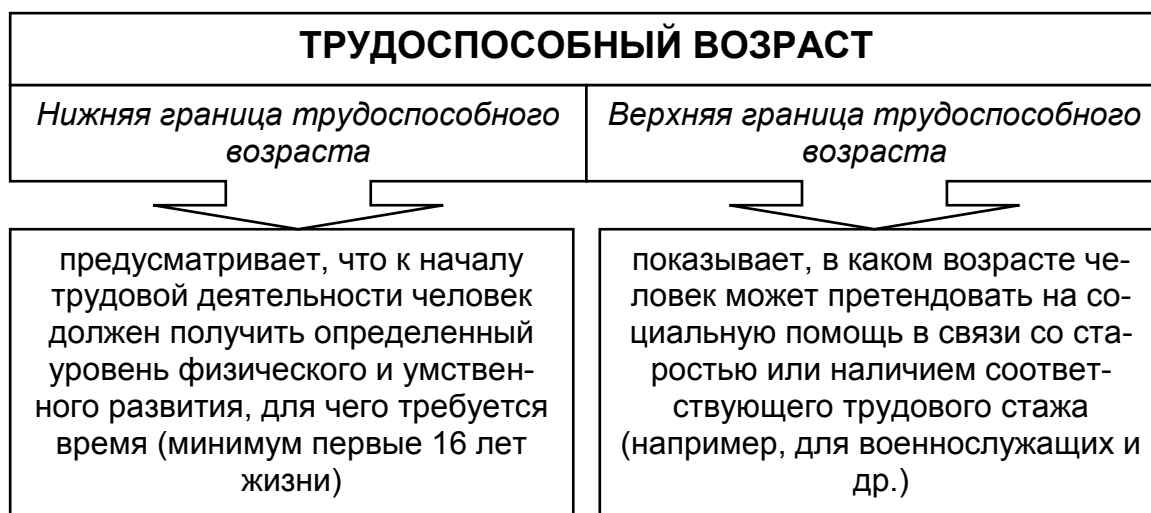 ТРУДОСПОСОБНЫЙ ВОЗРАСТ
Нижняя граница трудоспособного
возраста
Верхняя граница трудоспособного
возраста
предусматривает, что к началу
трудовой деятельности человек
должен получить определенный
уровень физического и умствен-
ного развития, для чего требуется
время (минимум первые 16 лет
жизни)
показывает, в каком возрасте че-
ловек может претендовать на со-
циальную помощь в связи со ста-
ростью или наличием соответ-
ствующего трудового стажа
(например, для военнослужащих и
др.)